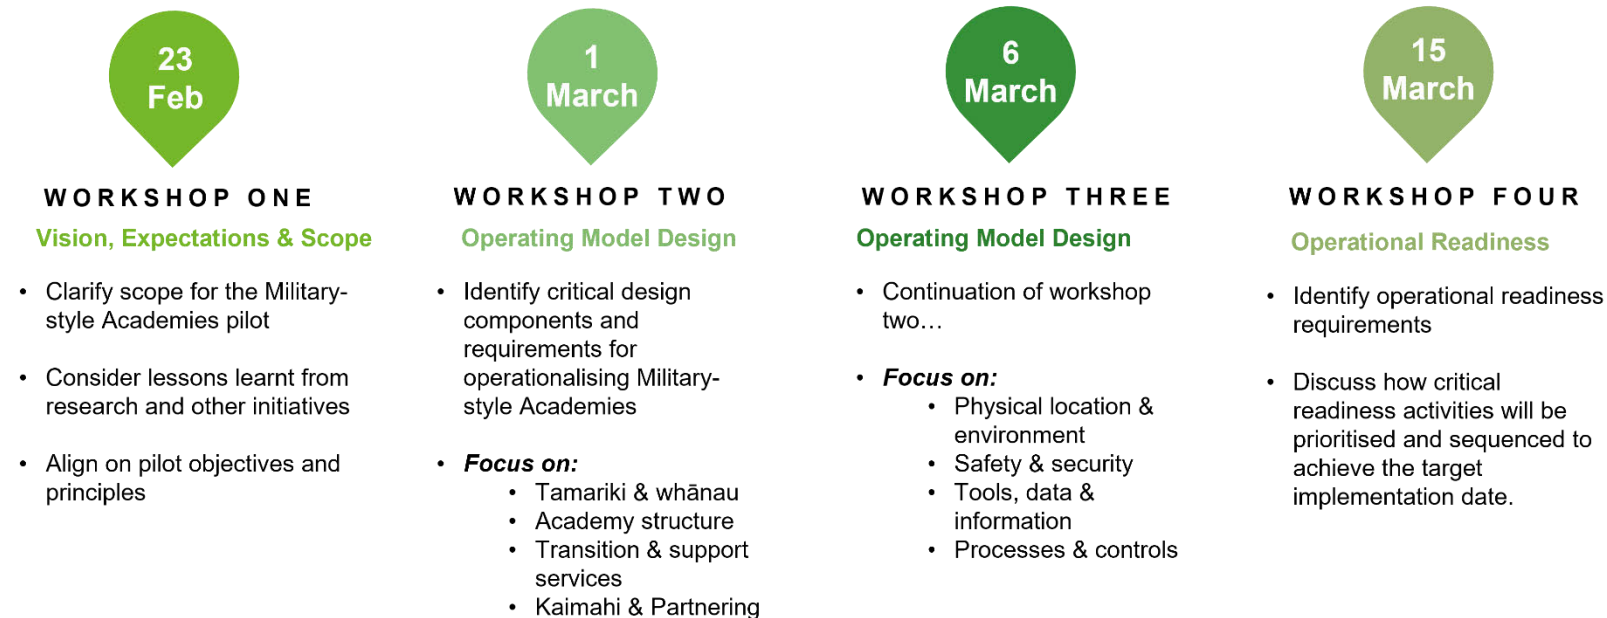 23
Feb
WORKSHOP ONE
Vision, Expectations & Scope
• Clarify scope for the Military-
style Academies pilot
• Consider lessons learnt from
research and other initiatives
• Align on pilot objectives and
principles
1
March
WORKSHOP TWO
Operating Model Design
• Identify critical design
components and
requirements for
operationalising Military-
style Academies
• Focus on:
• Tamariki & whānau
• Academy structure
• Transition & support
services
• Kaimahi & Partnering
6
March
WORKSHOP THREE
Operating Model Design
• Continuation of workshop
two…
• Focus on:
• Physical location &
environment
• Safety & security
• Tools, data &
information
• Processes & controls
15
March
WORKSHOP FOUR
Operational Readiness
• Identify operational readiness
requirements
• Discuss how critical
readiness activities will be
prioritised and sequenced to
achieve the target
implementation date.